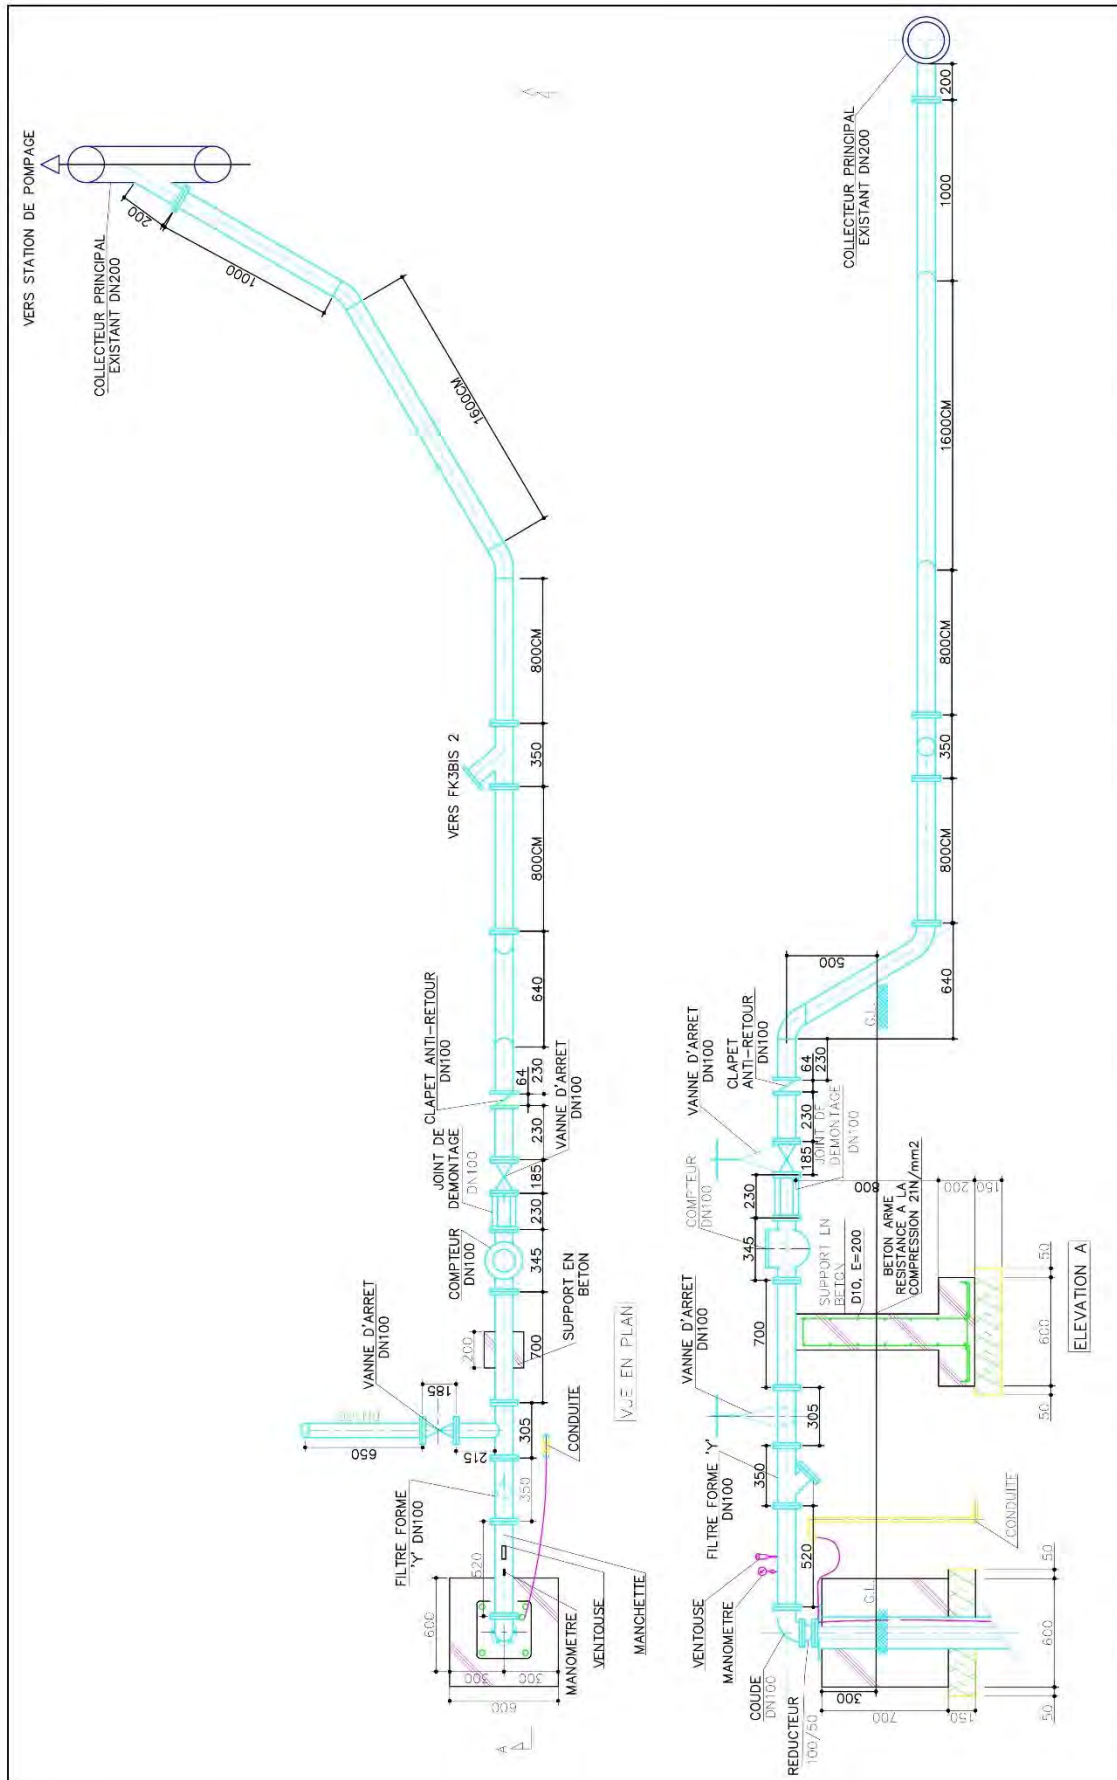 VERS STATION DE POMPAGE
COLLECTEUR PRINCIPAL
EXISTANT DN200
200
1000
1600CM
800CM
350
VERS FK3BIS 2
800CM
640
CLAPET ANTI-RETOUR
DN100
64
230
VANNE D'ARRET
DN100
230
185
JOINT DE
DEMONTAGE
DN100
230
COMPTEUR
DN100
345
SUPPORT EN
BETON
200
700
VUE EN PLAN
VANNE D'ARRET
DN100
185
650
215
305
CONDUITE
FILTRE FORME
'Y' DN100
350
520
600
300
300
600
MANOMETRE
VENTOUSE
MANCHETTE
A
COLLECTEUR PRINCIPAL
EXISTANT DN200
200
1000
1600CM
800CM
350
800CM
640
500
G.L.
CLAPET
ANTI-RETOUR
DN100
64
230
VANNE D'ARRET
DN100
230
185
JOINT DE
DEMONTAGE
DN100
COMPTEUR
DN100
230
345
800
200
150
SUPPORT EN
BETON
D10, E=200
BETON ARME
RESISTANCE A LA
COMPRESSION 21N/mm2
50
600
50
ELEVATION A
700
VANNE D'ARRET
DN100
305
FILTRE FORME 'Y'
DN100
350
520
CONDUITE
VENTOUSE
MANOMETRE
COUDE
DN100
REDUCTEUR
100/50
G.L.
300
700
150
50
600
50